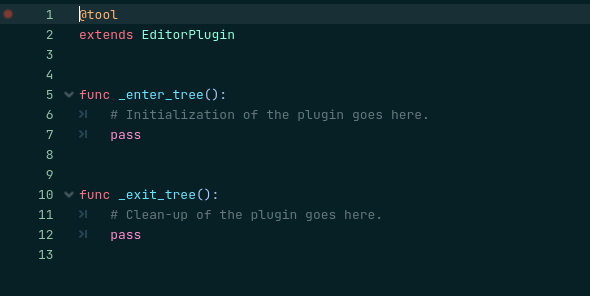 1 @tool
2 extends EditorPlugin
3
4
5 func _enter_tree():
6 # Initialization of the plugin goes here.
7 pass
8
9
10 func _exit_tree():
11 # Clean-up of the plugin goes here.
12 pass
13